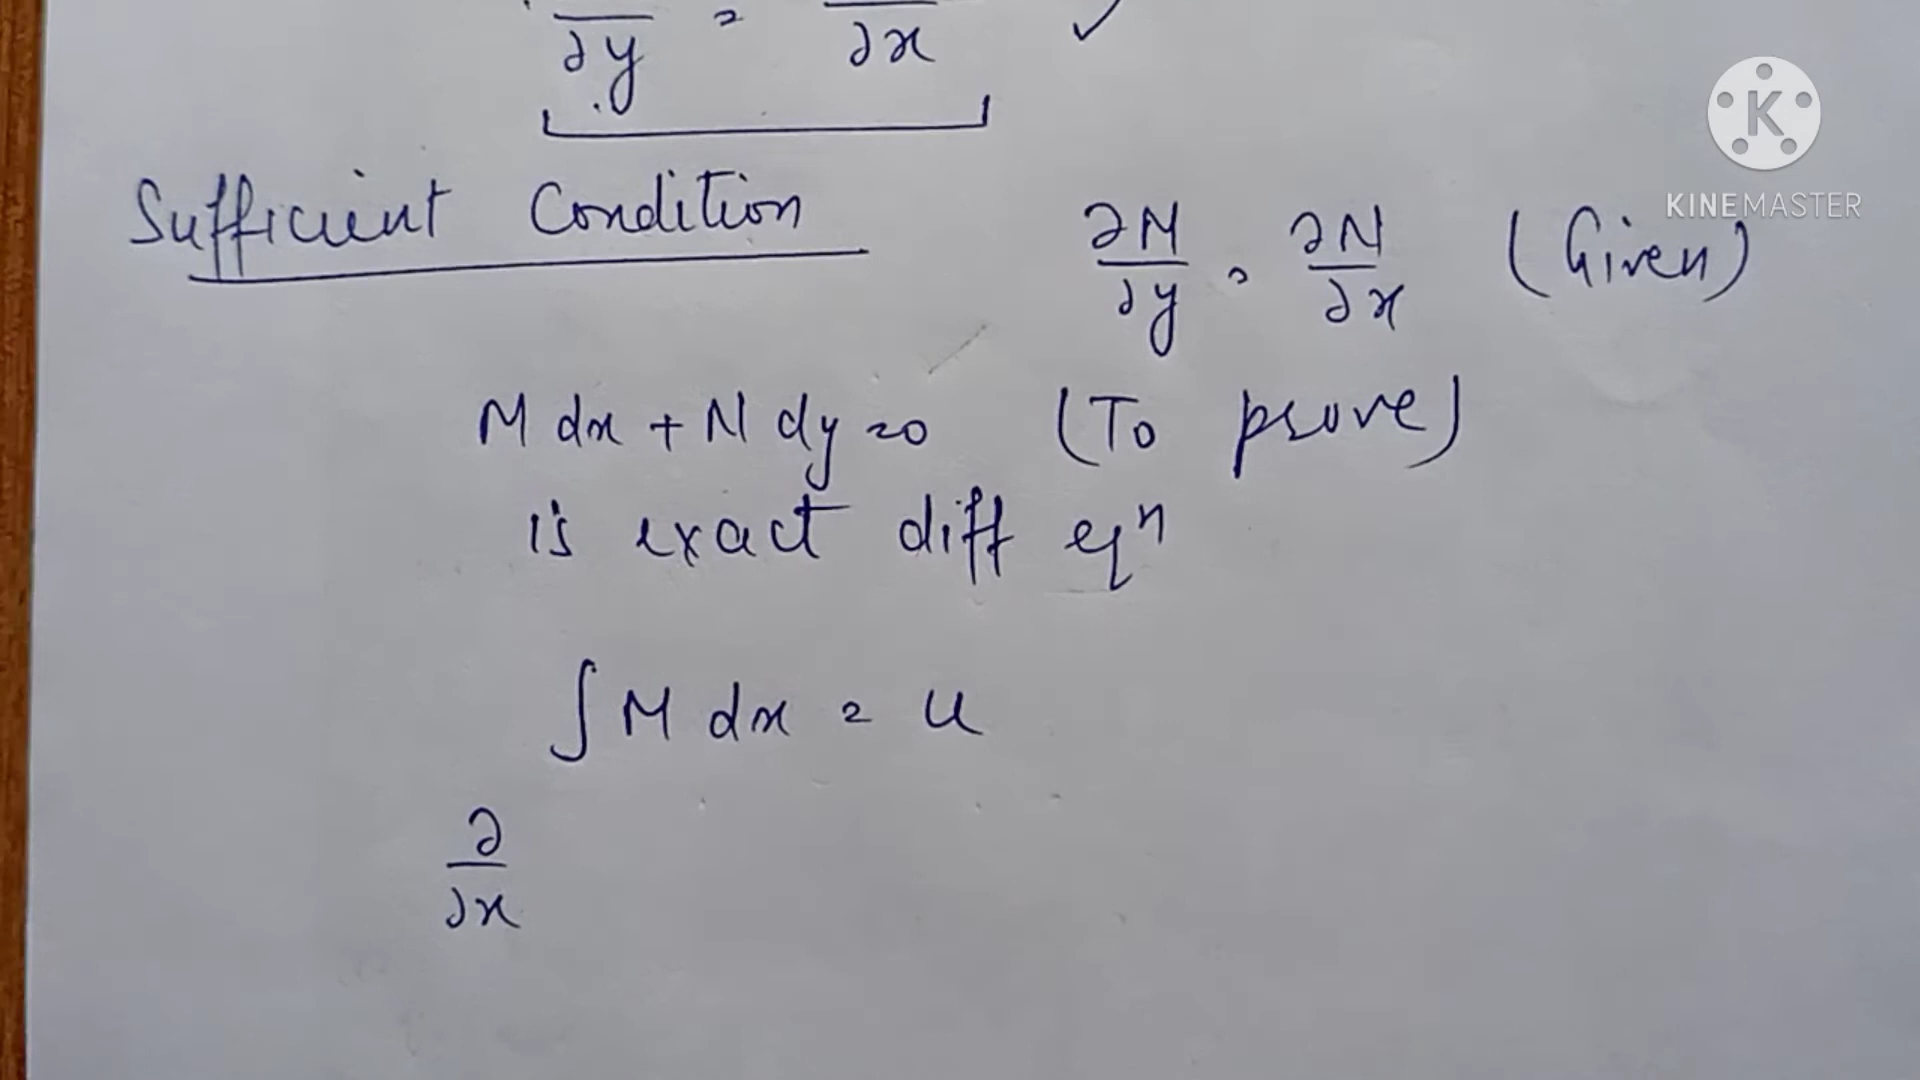 ∂y = ∂x ✓
K
KINEMASTER
Sufficient Condition
∂M/∂y = ∂N/∂x (Given)
M dx + N dy = 0 (To prove)
is exact diff eqⁿ
∫ M dx = u
∂/∂x